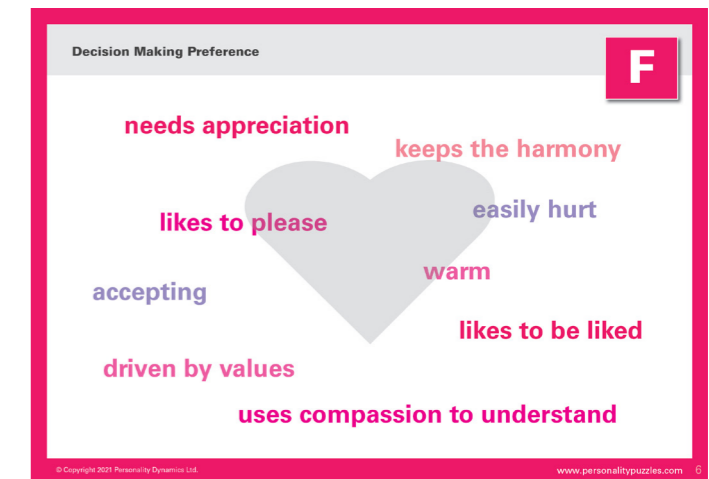 Decision Making Preference
F
needs appreciation
keeps the harmony
likes to please
easily hurt
warm
accepting
likes to be liked
driven by values
uses compassion to understand
© Copyright 2021 Personality Dynamics Ltd.
www.personalitypuzzles.com 6